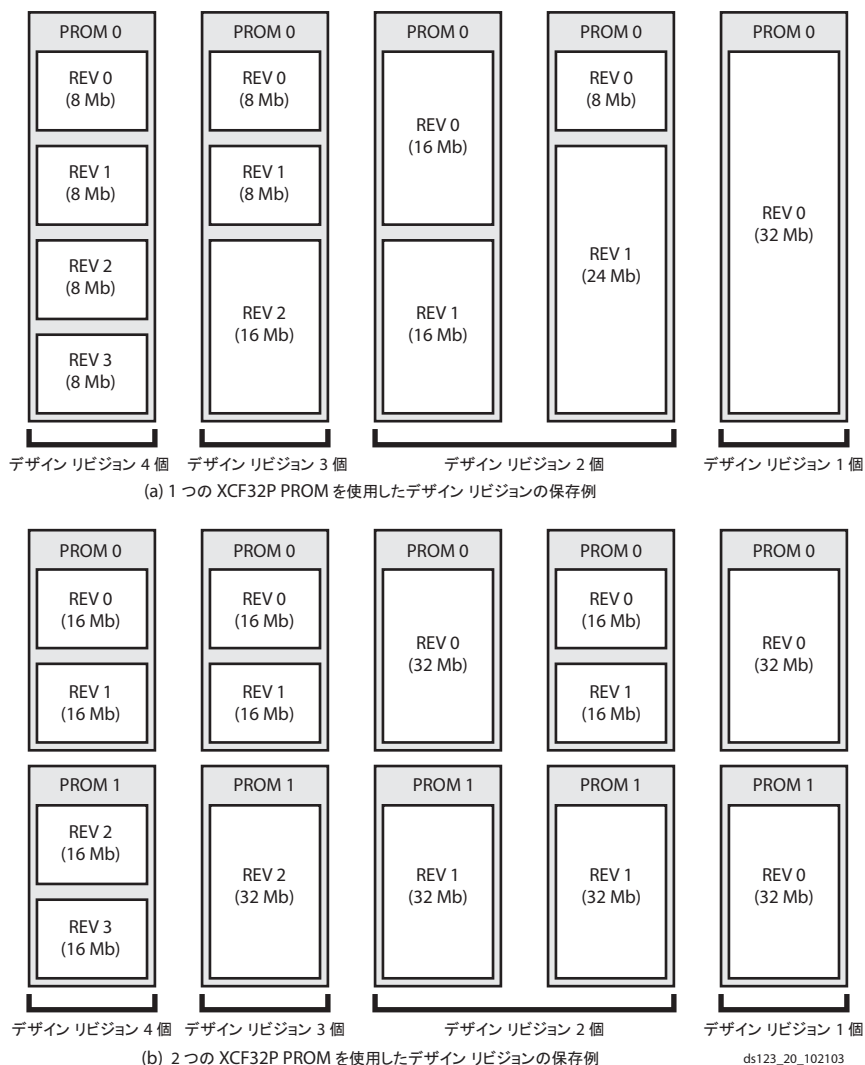 PROM 0
REV 0
(8 Mb)
REV 1
(8 Mb)
REV 2
(8 Mb)
REV 3
(8 Mb)
PROM 0
REV 0
(8 Mb)
REV 1
(8 Mb)
REV 2
(16 Mb)
PROM 0
REV 0
(16 Mb)
REV 1
(16 Mb)
PROM 0
REV 0
(8 Mb)
REV 1
(24 Mb)
PROM 0
REV 0
(32 Mb)
デザイン リビジョン 4 個
デザイン リビジョン 3 個
デザイン リビジョン 2 個
デザイン リビジョン 1 個
(a) 1 つの XCF32P PROM を使用したデザイン リビジョンの保存例
PROM 0
REV 0
(16 Mb)
REV 1
(16 Mb)
PROM 0
REV 0
(16 Mb)
REV 1
(16 Mb)
PROM 0
REV 0
(32 Mb)
PROM 0
REV 0
(16 Mb)
REV 1
(16 Mb)
PROM 0
REV 0
(32 Mb)
PROM 1
REV 2
(16 Mb)
REV 3
(16 Mb)
PROM 1
REV 2
(32 Mb)
PROM 1
REV 1
(32 Mb)
PROM 1
REV 1
(32 Mb)
PROM 1
REV 0
(32 Mb)
デザイン リビジョン 4 個
デザイン リビジョン 3 個
デザイン リビジョン 2 個
デザイン リビジョン 1 個
(b) 2 つの XCF32P PROM を使用したデザイン リビジョンの保存例
ds123_20_102103